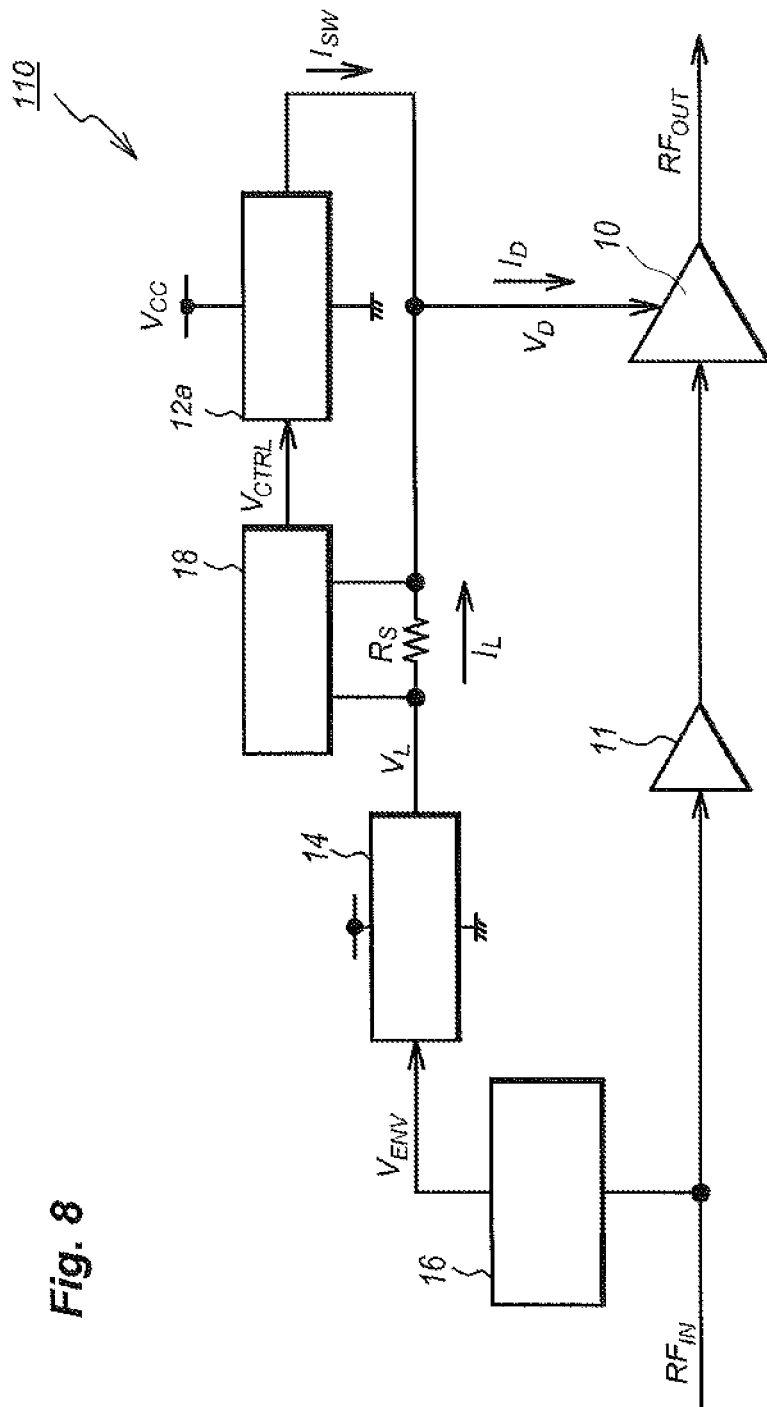 Fig. 8
110
V_CC
I_SW
12a
V_CTRL
18
R_S
I_L
V_L
14
V_ENV
16
I_D
V_D
10
11
RF_IN
RF_OUT